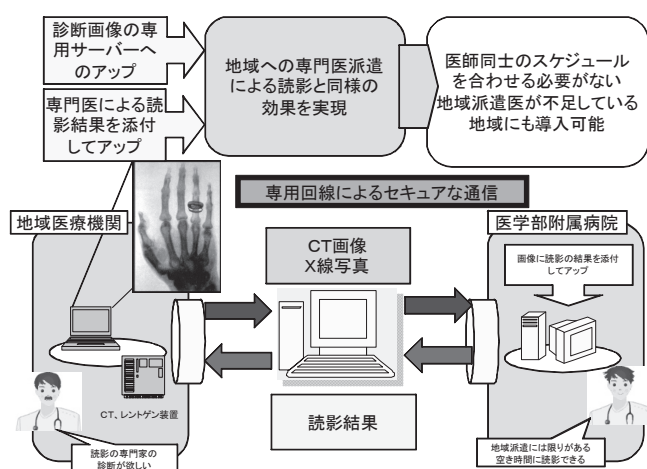 診断画像の専
用サーバーへ
のアップ
専門医による読
影結果を添付
してアップ
地域への専門医派遣
による読影と同様の
効果を実現
医師同士のスケジュール
を合わせる必要がない
地域派遣医が不足している
地域にも導入可能
専用回線によるセキュアな通信
地域医療機関
医学部附属病院
CT画像
X線写真
画像に読影の結果を添付
してアップ
CT、レントゲン装置
読影の専門家の
診断が欲しい
読影結果
地域派遣には限りがある
空き時間に読影できる